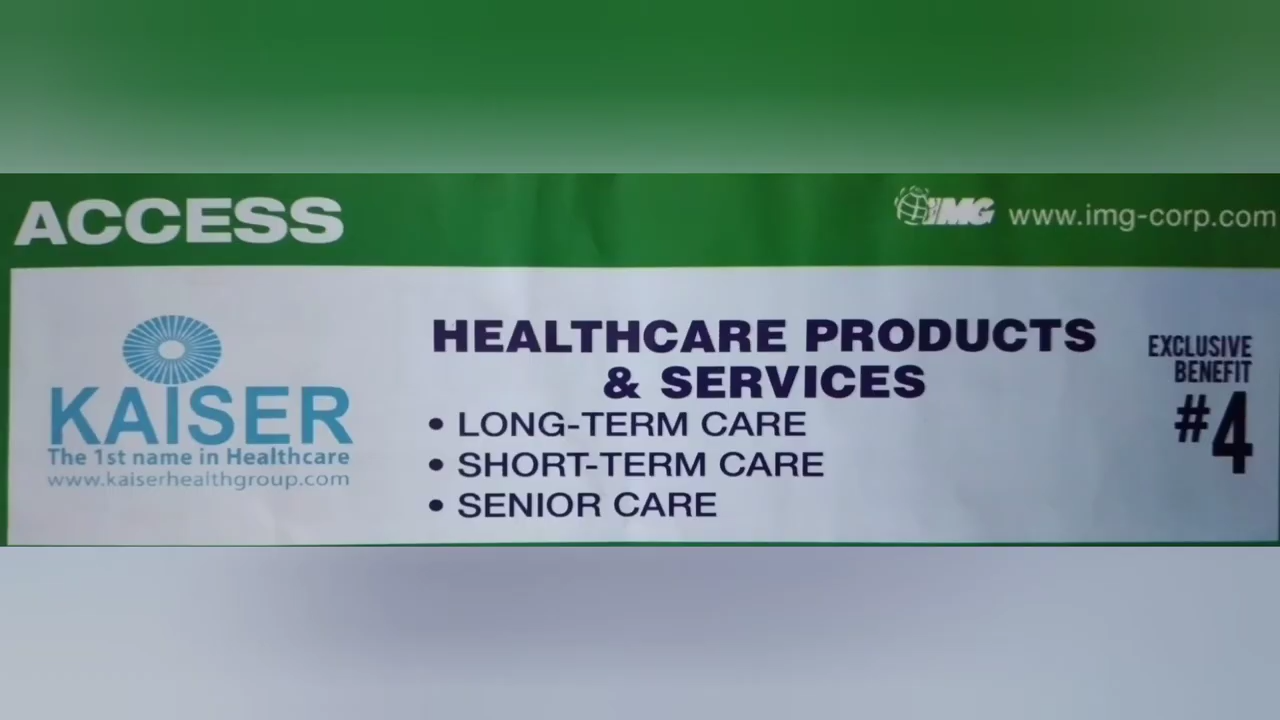 ACCESS
IMG www.img-corp.com
KAISER
The 1st name in Healthcare
www.kaiserhealthgroup.com
HEALTHCARE PRODUCTS
& SERVICES
• LONG-TERM CARE
• SHORT-TERM CARE
• SENIOR CARE
EXCLUSIVE
BENEFIT
#4